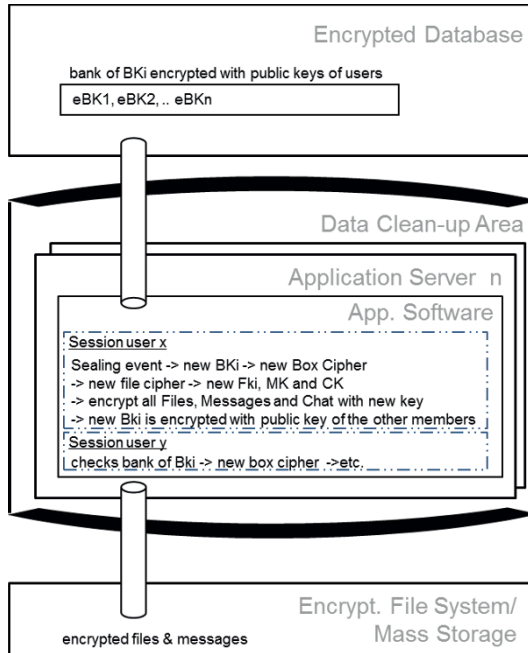 Encrypted Database
bank of BKi encrypted with public keys of users
eBK1, eBK2, .. eBKn
Data Clean-up Area
Application Server n
App. Software
Session user x
Sealing event -> new BKi -> new Box Cipher
-> new file cipher -> new Fki, MK and CK
-> encrypt all Files, Messages and Chat with new key
-> new Bki is encrypted with public key of the other members
Session user y
checks bank of Bki -> new box cipher ->etc.
Encrypt. File System/
Mass Storage
encrypted files & messages